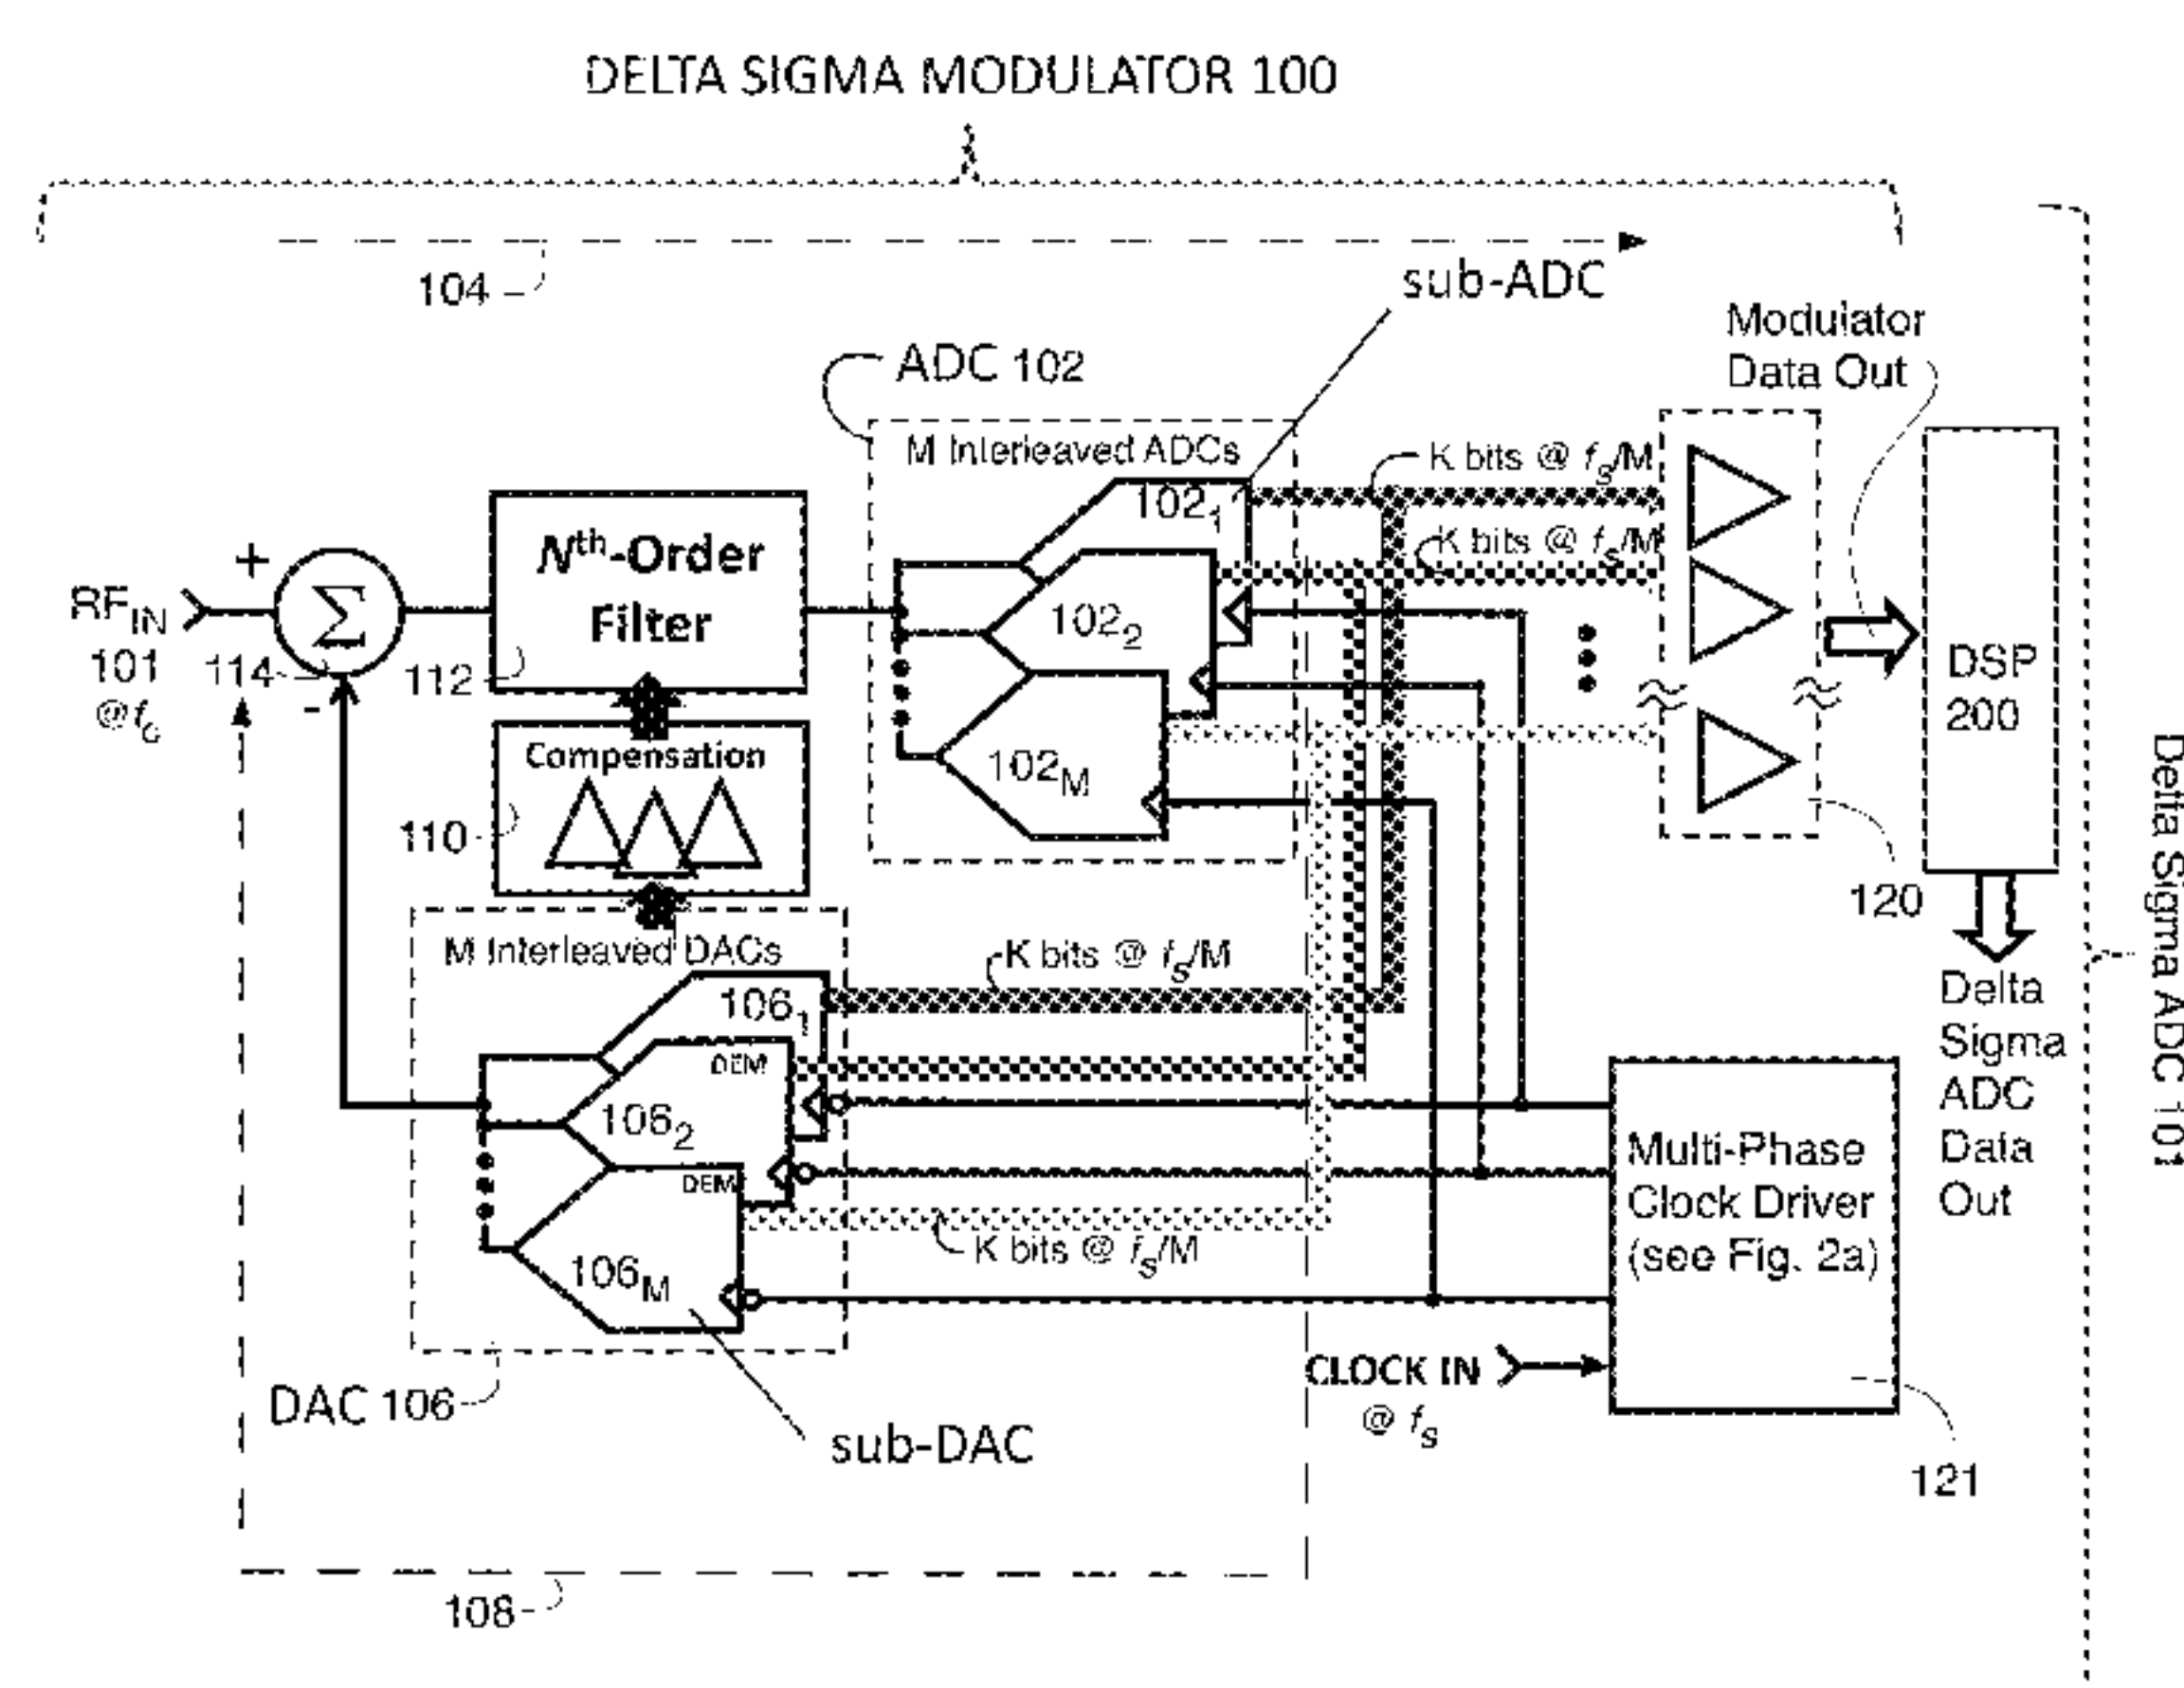 DELTA SIGMA MODULATOR 100
104
sub-ADC
Modulator
Data Out
ADC 102
M Interleaved ADCs
K bits @ fs/M
102₁
K bits @ fs/M
Nth-Order
Filter
+
Σ
RFIN
101
@fc
114
-
112
102₂
102M
DSP
200
Compensation
110
120
M Interleaved DACs
K bits @ fs/M
106₁
DEM
106₂
DEM
106M
K bits @ fs/M
Delta
Sigma
ADC
Data
Out
Multi-Phase
Clock Driver
(see Fig. 2a)
CLOCK IN
@ fs
DAC 106
sub-DAC
121
108
Delta Sigma ADC 101